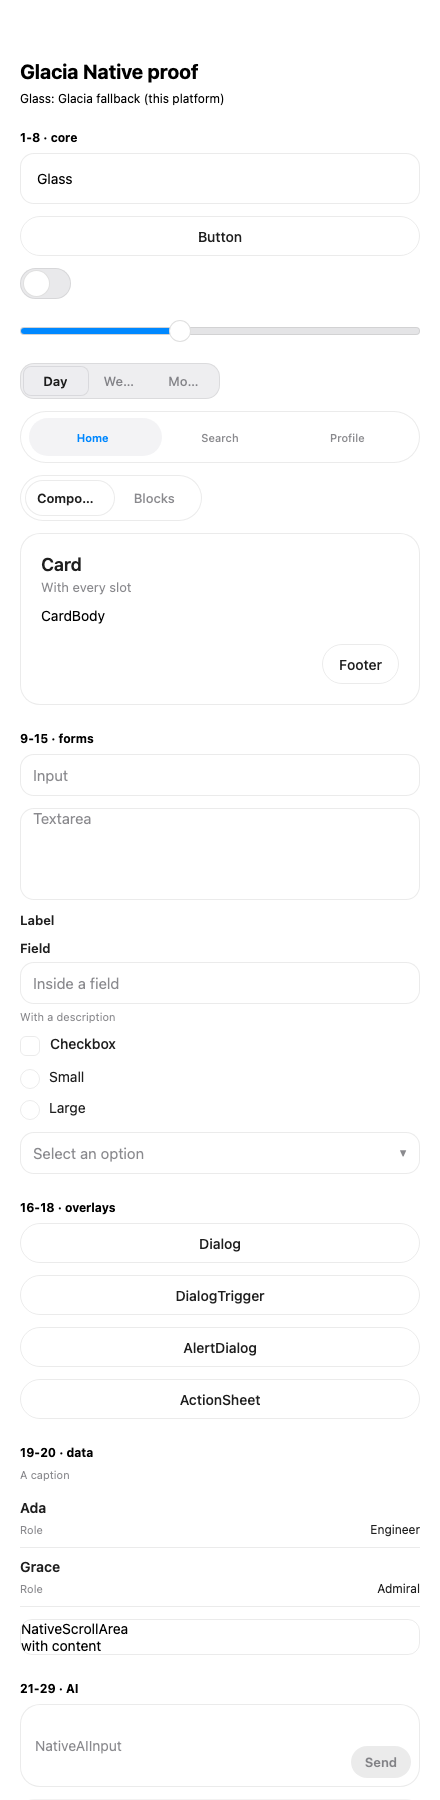 Glacia Native proof
Glass: Glacia fallback (this platform)
1-8 · core
Glass
Button
Day We... Mo...
Home Search Profile
Compo... Blocks
Card
With every slot
CardBody
Footer
9-15 · forms
Input
Textarea
Label
Field
Inside a field
With a description
Checkbox
Small
Large
Select an option ▼
16-18 · overlays
Dialog
DialogTrigger
AlertDialog
ActionSheet
19-20 · data
A caption
Ada
Role Engineer
Grace
Role Admiral
NativeScrollArea
with content
21-29 · AI
NativeAIInput
Send